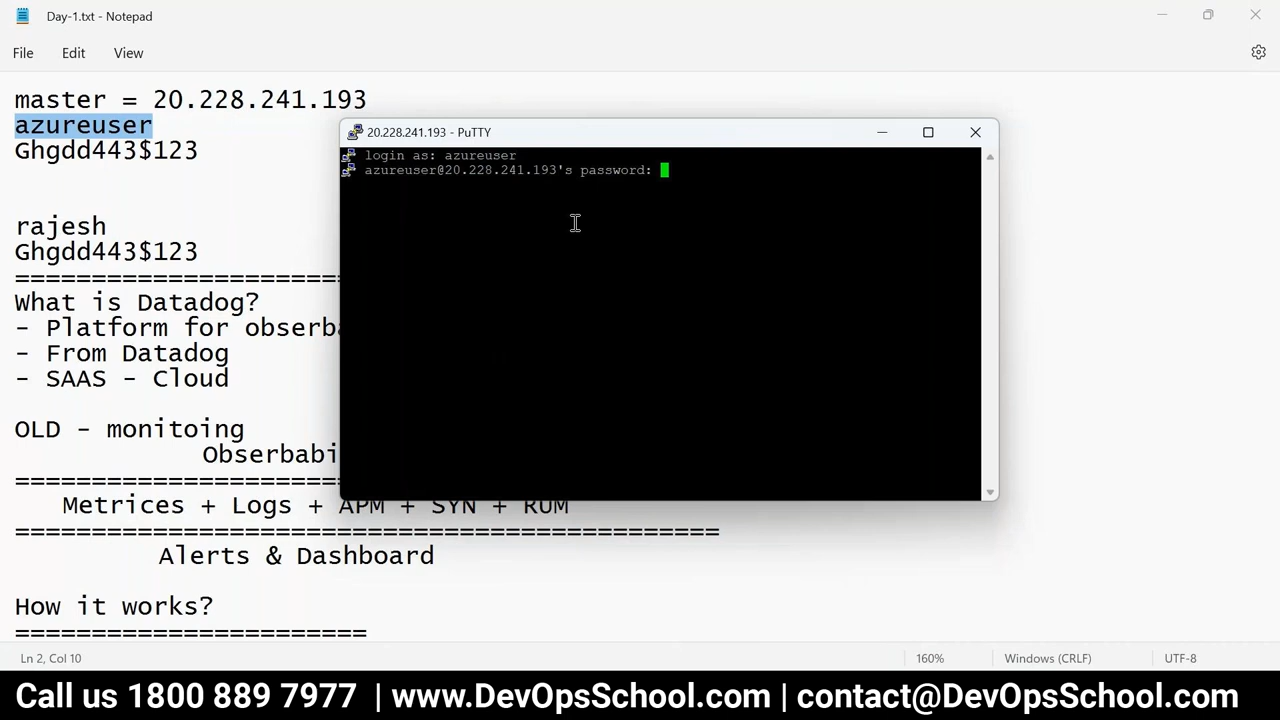 Day-1.txt - Notepad
File Edit View
master = 20.228.241.193
azureuser
Ghgdd443$123
20.228.241.193 - PuTTY
login as: azureuser
azureuser@20.228.241.193's password:
rajesh
Ghgdd443$123
=====================
What is Datadog?
- Platform for obserba
- From Datadog
- SAAS - Cloud
OLD - monitoing
Obserbabi
=====================
Metrices + Logs + APM + SYN + RUM
==============================================
Alerts & Dashboard
How it works?
=======================
Ln 2, Col 10 160% Windows (CRLF) UTF-8
Call us 1800 889 7977 | www.DevOpsSchool.com | contact@DevOpsSchool.com